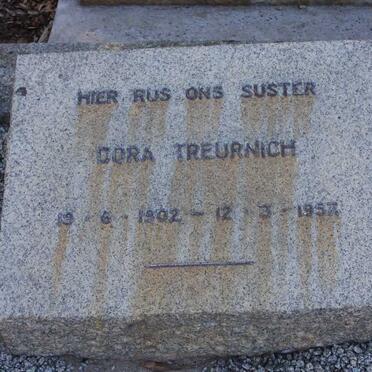 HIER RUS ONS SUSTER
DORA TREURNICH
19 - 6 - 1902 - 12 - 3 - 1957.